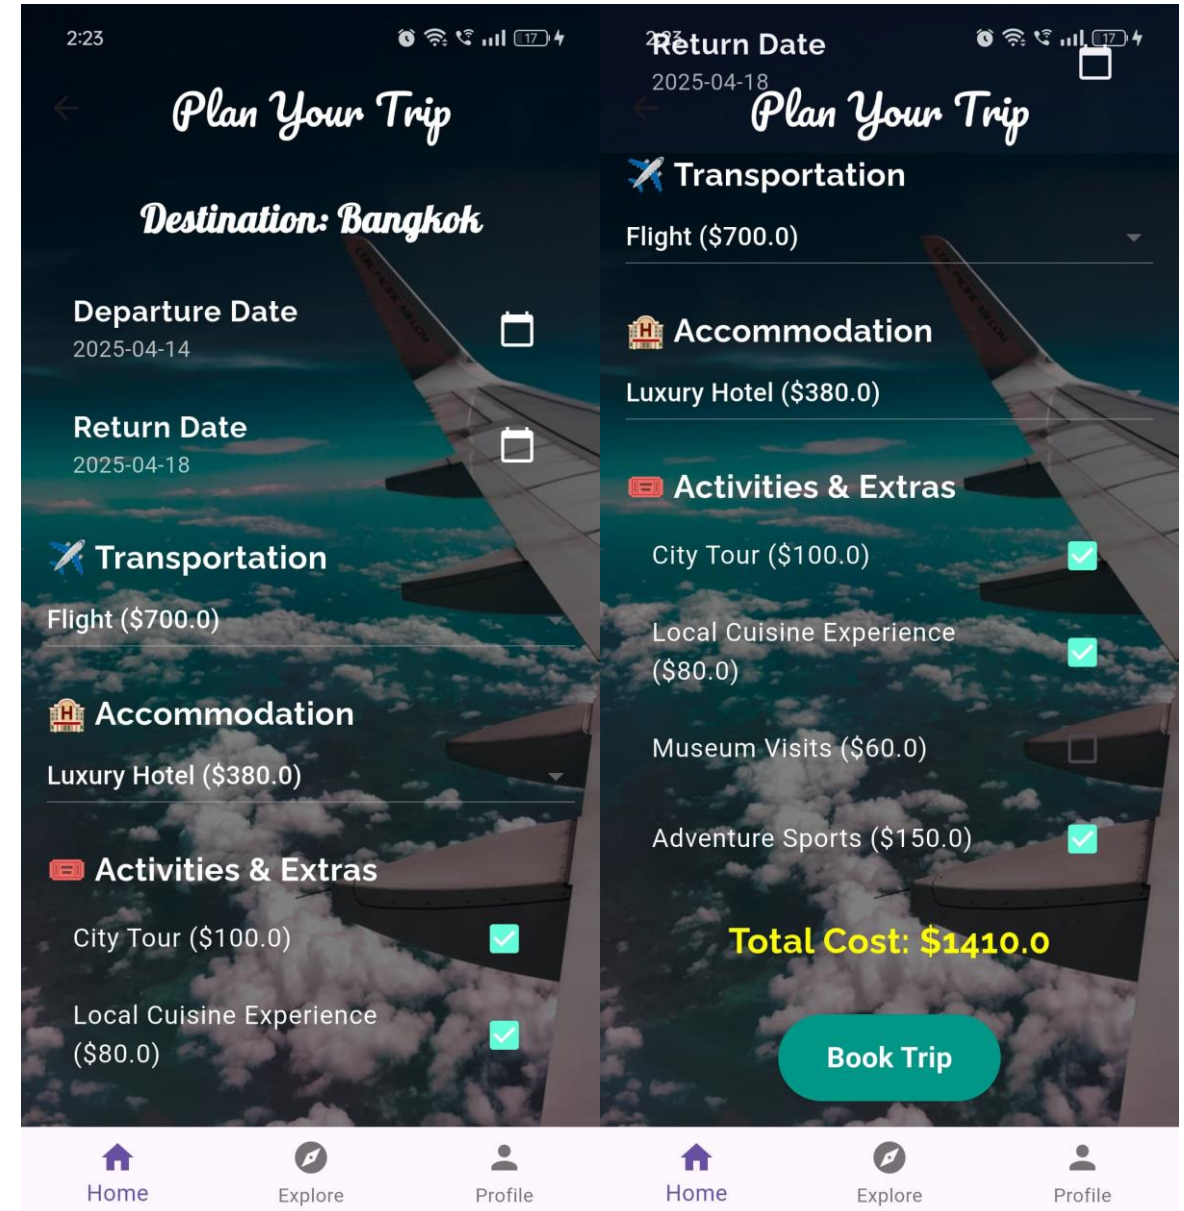 2:23
17
Plan Your Trip
Destination: Bangkok
Departure Date
2025-04-14
Return Date
2025-04-18
Transportation
Flight ($700.0)
Accommodation
Luxury Hotel ($380.0)
Activities & Extras
City Tour ($100.0)
Local Cuisine Experience
($80.0)
Home
Explore
Profile
2:23
17
Return Date
2025-04-18
Plan Your Trip
Transportation
Flight ($700.0)
Accommodation
Luxury Hotel ($380.0)
Activities & Extras
City Tour ($100.0)
Local Cuisine Experience
($80.0)
Museum Visits ($60.0)
Adventure Sports ($150.0)
Total Cost: $1410.0
Book Trip
Home
Explore
Profile